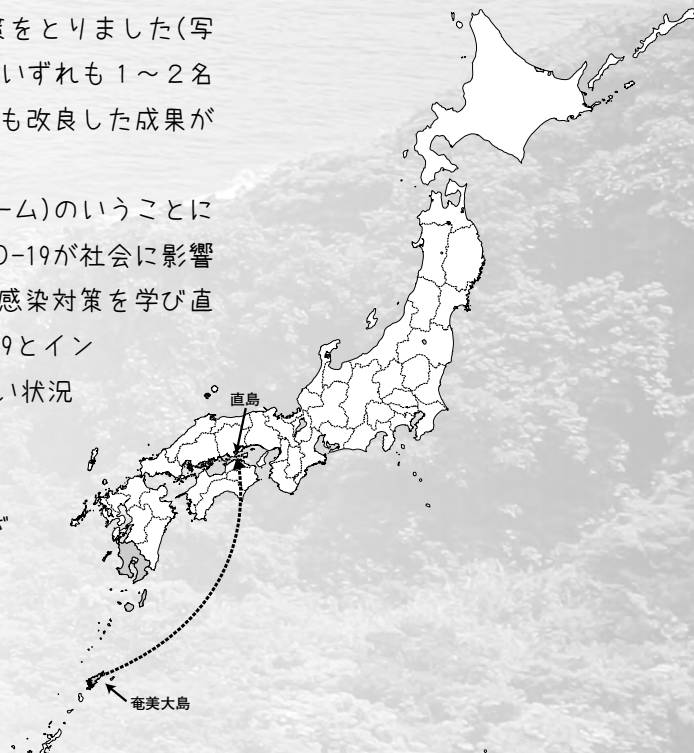 策をとりました(写
いずれも１～２名
も改良した成果が
ーム)のいうことに
D-19が社会に影響
感染対策を学び直
9とイン
い状況
が
直島
奄美大島